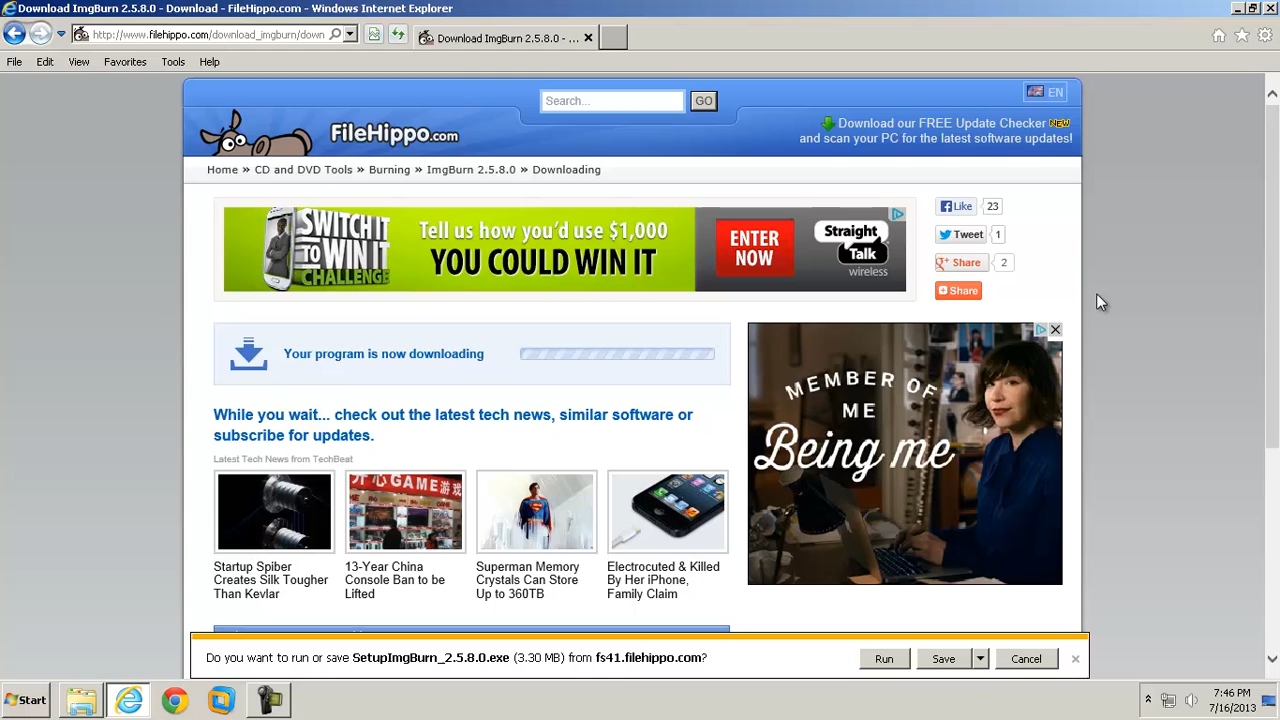 Download ImgBurn 2.5.8.0 - Download - FileHippo.com - Windows Internet Explorer
http://www.filehippo.com/download_imgburn/down
Download ImgBurn 2.5.8.0 - ...
File Edit View Favorites Tools Help
Search... GO
EN
FileHippo.com
Download our FREE Update Checker NEW
and scan your PC for the latest software updates!
Home » CD and DVD Tools » Burning » ImgBurn 2.5.8.0 » Downloading
SWITCH IT
TO WIN IT
CHALLENGE
Tell us how you'd use $1,000
YOU COULD WIN IT
ENTER
NOW
Straight
Talk
wireless
Like 23
Tweet 1
Share 2
Share
Your program is now downloading
While you wait... check out the latest tech news, similar software or
subscribe for updates.
Latest Tech News from TechBeat
开心GAME游戏
Startup Spiber
Creates Silk Tougher
Than Kevlar
13-Year China
Console Ban to be
Lifted
Superman Memory
Crystals Can Store
Up to 360TB
Electrocuted & Killed
By Her iPhone,
Family Claim
MEMBER OF
ME
Being me
Do you want to run or save SetupImgBurn_2.5.8.0.exe (3.30 MB) from fs41.filehippo.com?
Run Save Cancel
Start
7:46 PM
7/16/2013